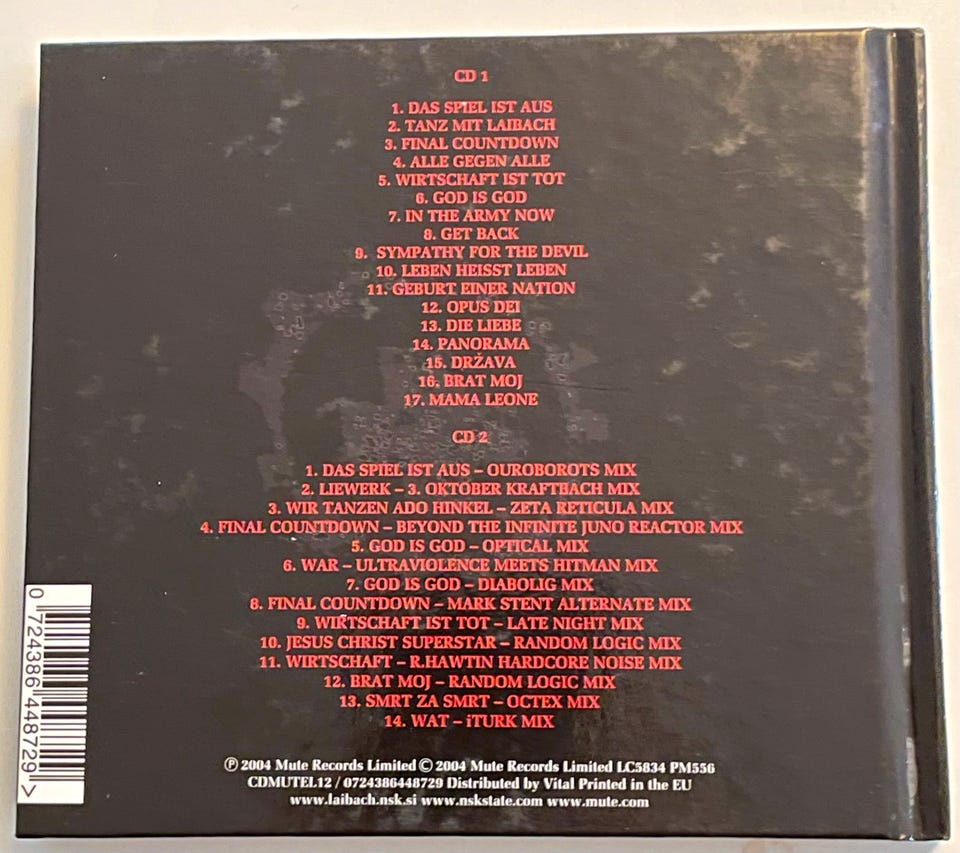 CD 1
1. DAS SPIEL IST AUS
2. TANZ MIT LAIBACH
3. FINAL COUNTDOWN
4. ALLE GEGEN ALLE
5. WIRTSCHAFT IST TOT
6. GOD IS GOD
7. IN THE ARMY NOW
8. GET BACK
9. SYMPATHY FOR THE DEVIL
10. LEBEN HEISST LEBEN
11. GEBURT EINER NATION
12. OPUS DEI
13. DIE LIEBE
14. PANORAMA
15. DRŽAVA
16. BRAT MOJ
17. MAMA LEONE
CD 2
1. DAS SPIEL IST AUS – OUROBOROTS MIX
2. LIEWERK – 3. OKTOBER KRAFTBACH MIX
3. WIR TANZEN ADO HINKEL – ZETA RETICULA MIX
4. FINAL COUNTDOWN – BEYOND THE INFINITE JUNO REACTOR MIX
5. GOD IS GOD – OPTICAL MIX
6. WAR – ULTRAVIOLENCE MEETS HITMAN MIX
7. GOD IS GOD – DIABOLIG MIX
8. FINAL COUNTDOWN – MARK STENT ALTERNATE MIX
9. WIRTSCHAFT IST TOT – LATE NIGHT MIX
10. JESUS CHRIST SUPERSTAR – RANDOM LOGIC MIX
11. WIRTSCHAFT – R.HAWTIN HARDCORE NOISE MIX
12. BRAT MOJ – RANDOM LOGIC MIX
13. SMRT ZA SMRT – OCTEX MIX
14. WAT – iTURK MIX
℗ 2004 Mute Records Limited © 2004 Mute Records Limited LC5834 PM556
CDMUTEL12 / 0724386448729 Distributed by Vital Printed in the EU
www.laibach.nsk.si www.nskstate.com www.mute.com
0 724386 448729 >